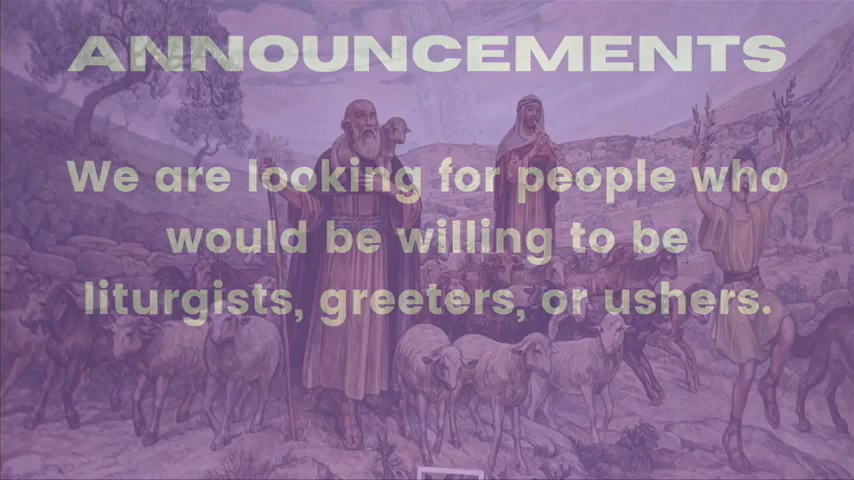 ANNOUNCEMENTS
We are looking for people who
would be willing to be
liturgists, greeters, or ushers.